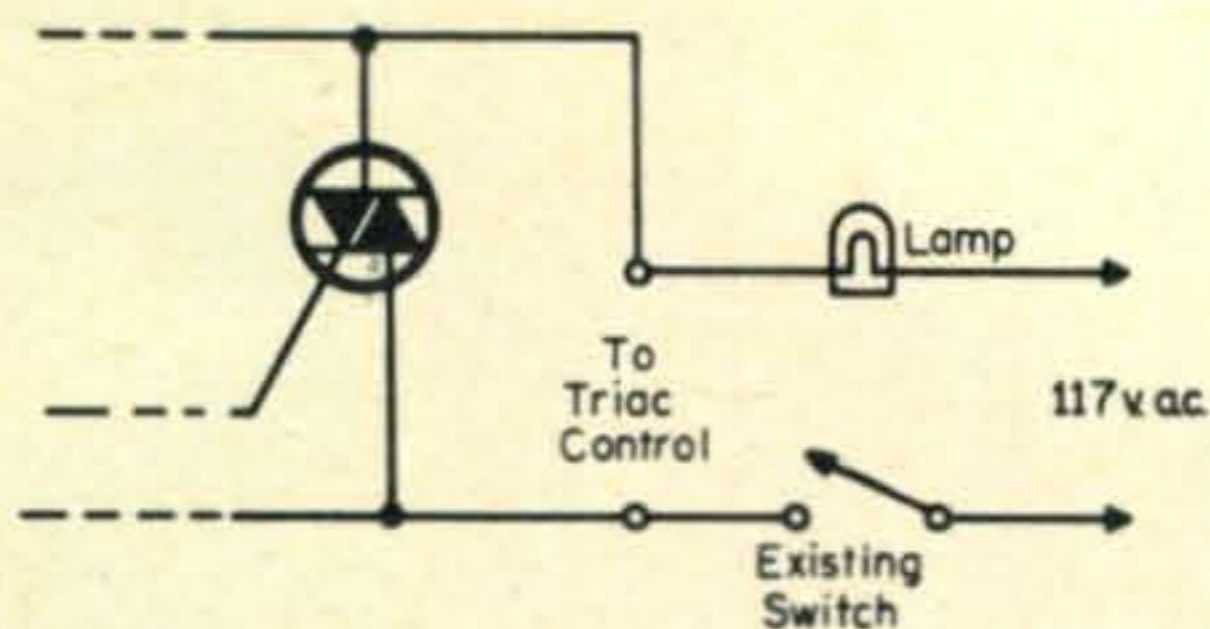 Lamp
To
Triac
Control
117 v. ac.
Existing
Switch